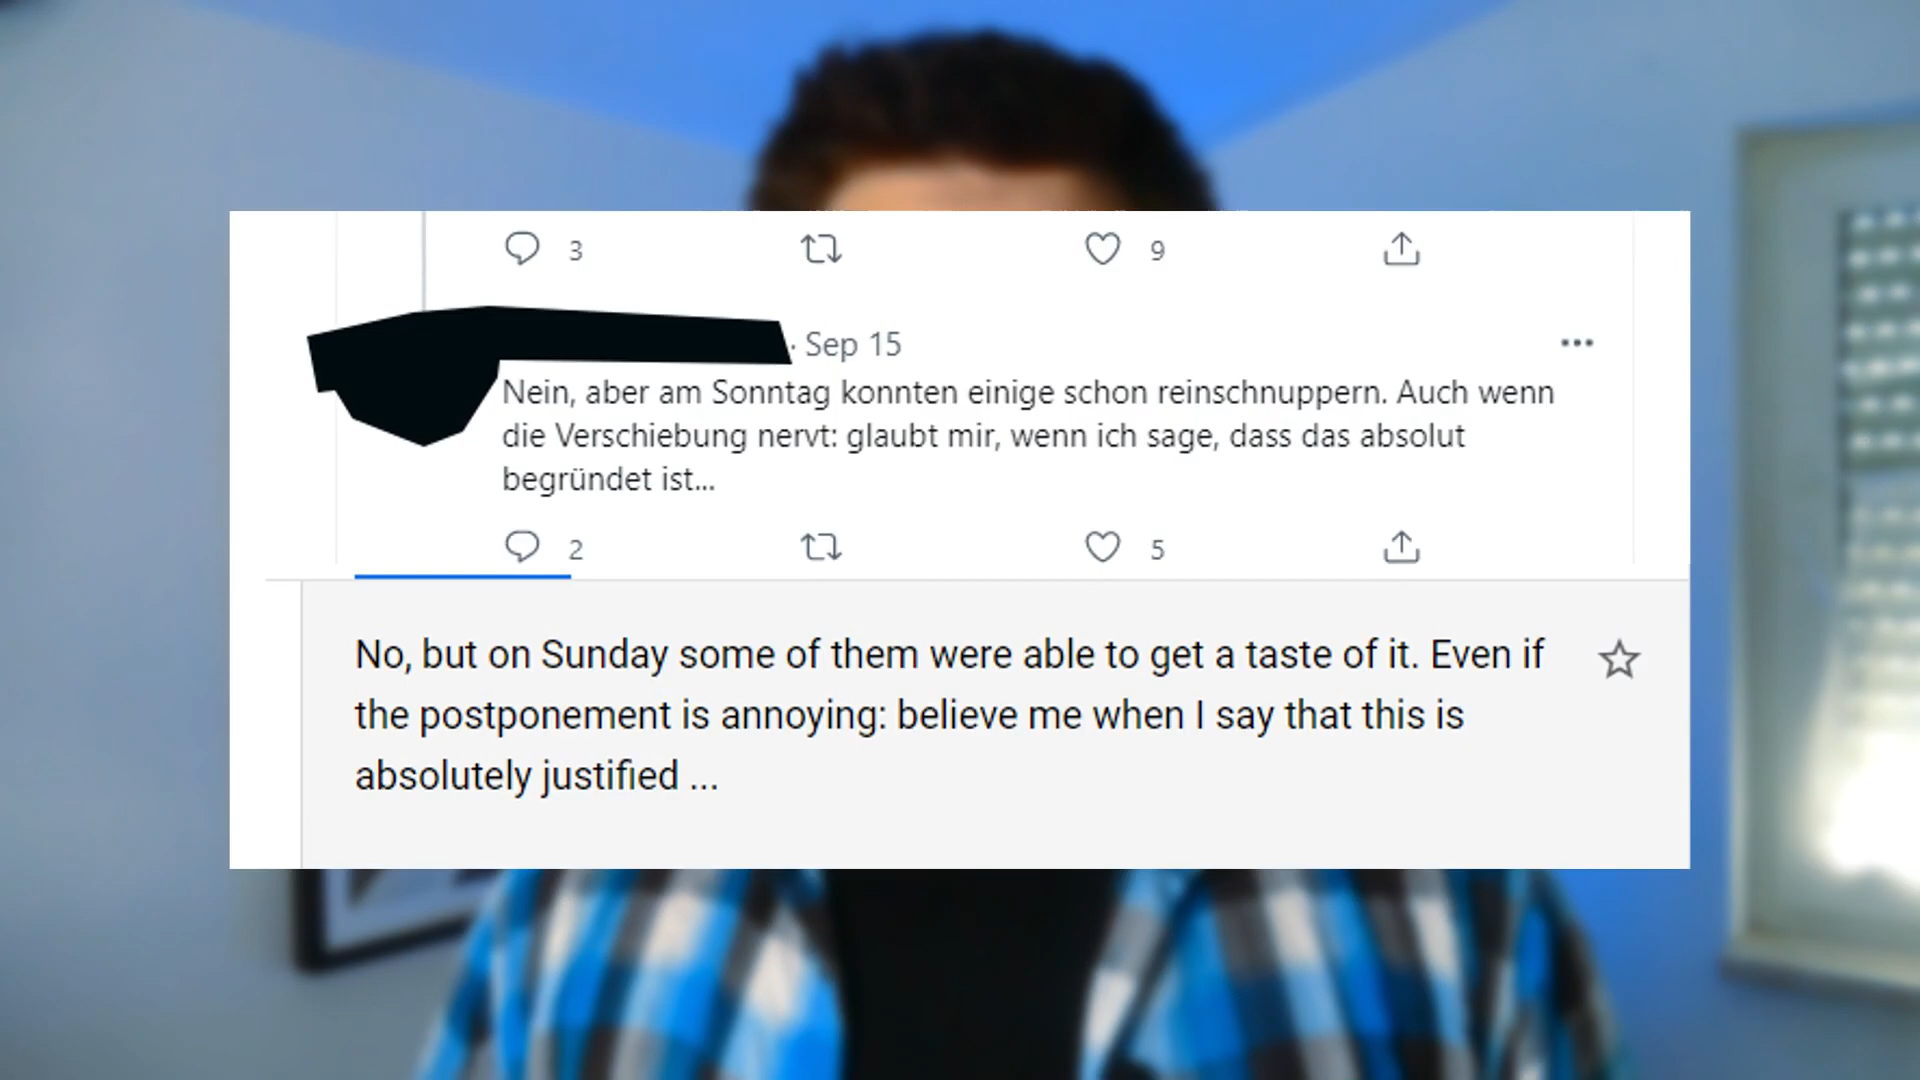 3 9
· Sep 15
Nein, aber am Sonntag konnten einige schon reinschnuppern. Auch wenn
die Verschiebung nervt: glaubt mir, wenn ich sage, dass das absolut
begründet ist...
2 5
No, but on Sunday some of them were able to get a taste of it. Even if
the postponement is annoying: believe me when I say that this is
absolutely justified ...